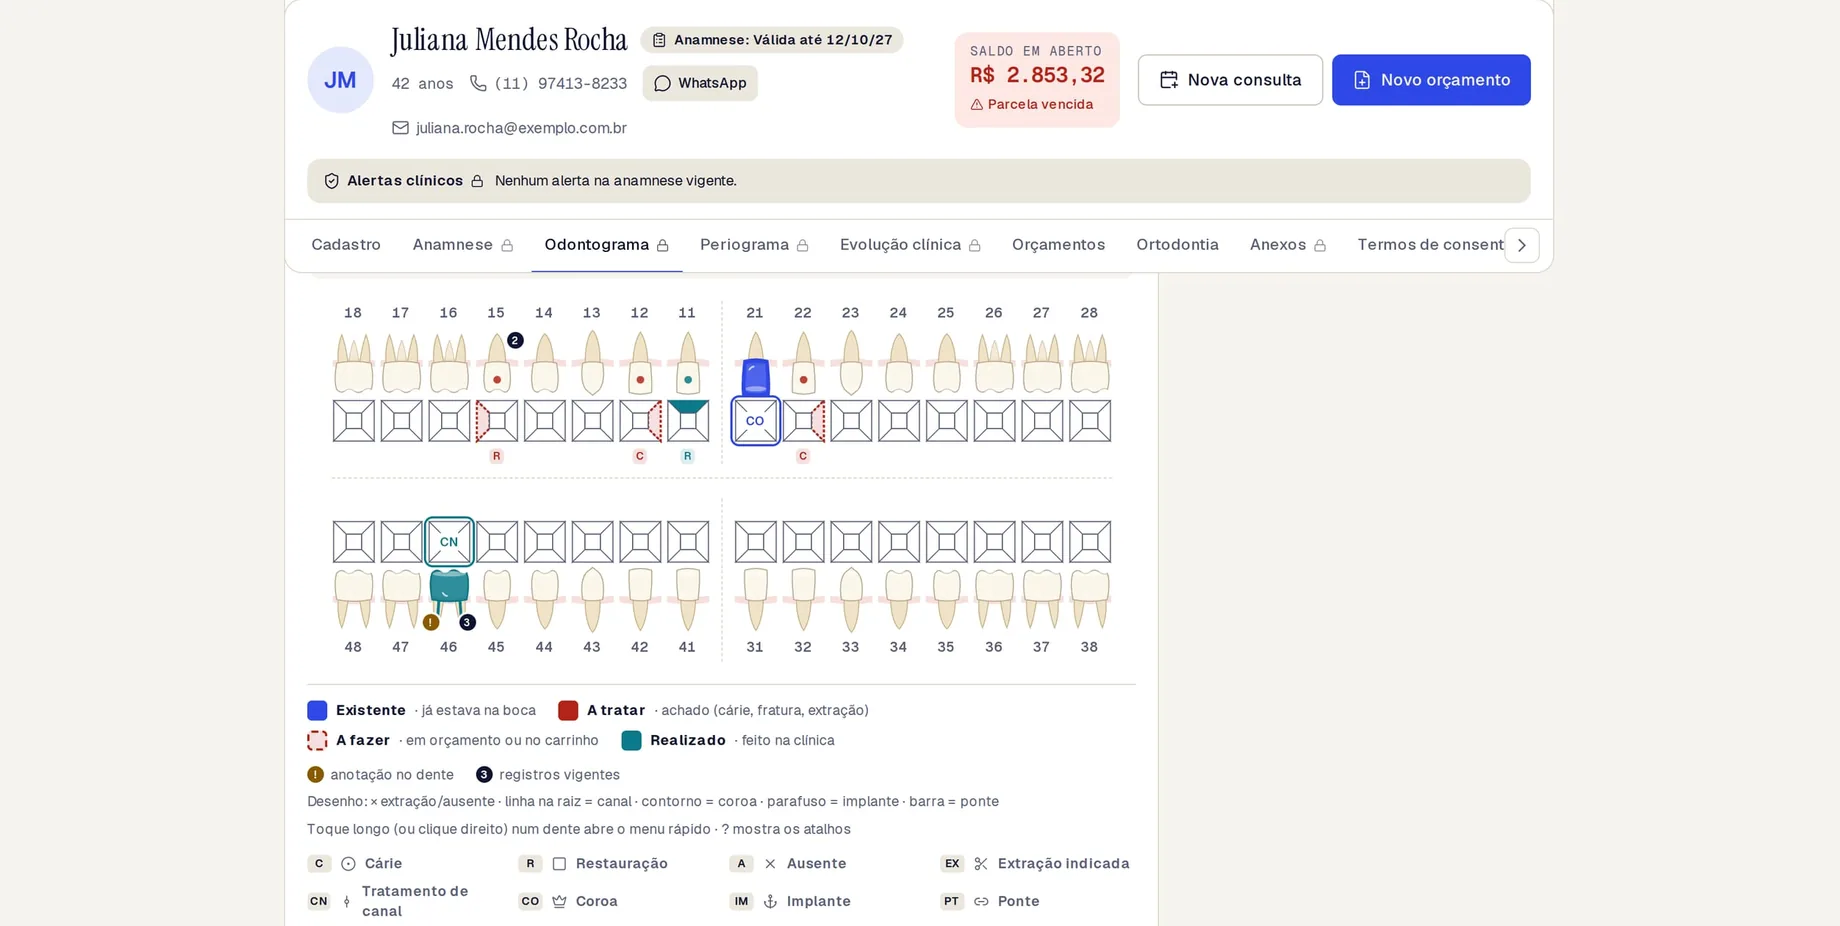 JM
Juliana Mendes Rocha
Anamnese: Válida até 12/10/27
42 anos (11) 97413-8233 WhatsApp
juliana.rocha@exemplo.com.br
SALDO EM ABERTO
R$ 2.853,32
Parcela vencida
Nova consulta
Novo orçamento
Alertas clínicos Nenhum alerta na anamnese vigente.
Cadastro Anamnese Odontograma Periograma Evolução clínica Orçamentos Ortodontia Anexos Termos de consent
18 17 16 15 14 13 12 11 21 22 23 24 25 26 27 28
2
CO
R C R C
CN
! 3
48 47 46 45 44 43 42 41 31 32 33 34 35 36 37 38
Existente · já estava na boca A tratar · achado (cárie, fratura, extração)
A fazer · em orçamento ou no carrinho Realizado · feito na clínica
! anotação no dente 3 registros vigentes
Desenho: × extração/ausente · linha na raiz = canal · contorno = coroa · parafuso = implante · barra = ponte
Toque longo (ou clique direito) num dente abre o menu rápido · ? mostra os atalhos
C Cárie R Restauração A Ausente EX Extração indicada
CN Tratamento de canal CO Coroa IM Implante PT Ponte